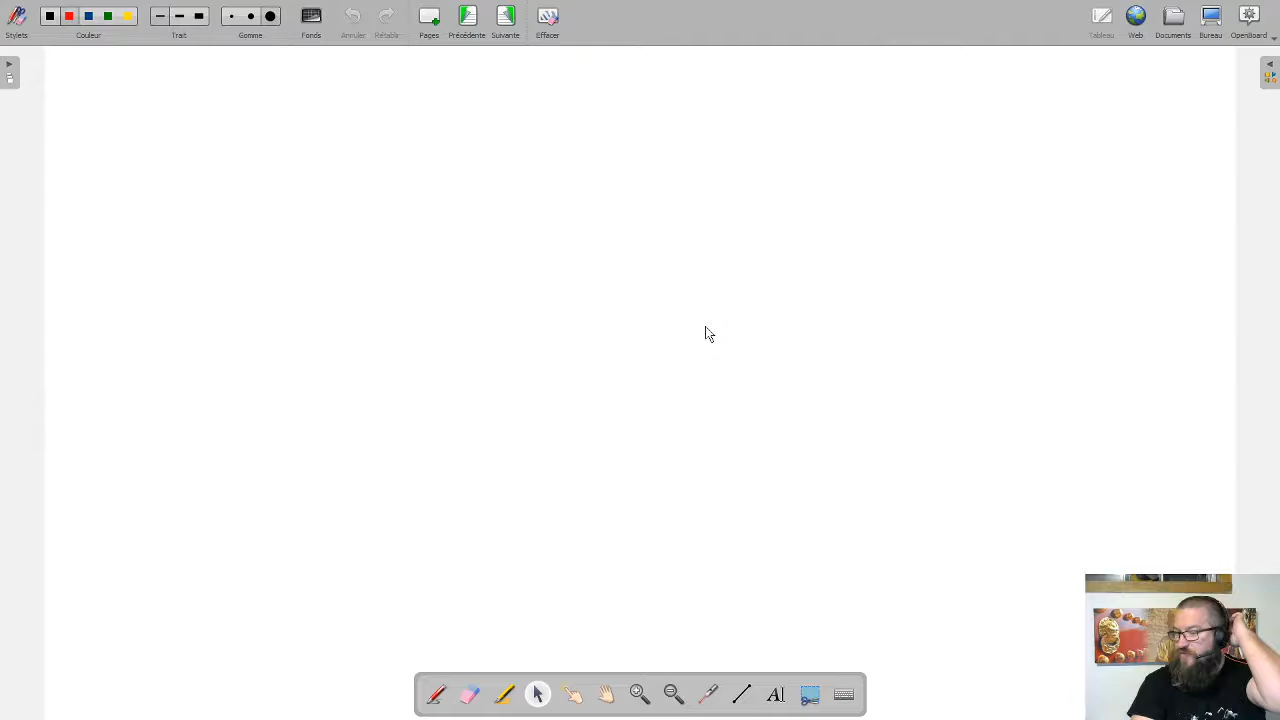 Stylets Couleur Trait Gomme Fonds Annuler Rétablir Pages Précédente Suivante Effacer Tableau Web Documents Bureau OpenBoard
A